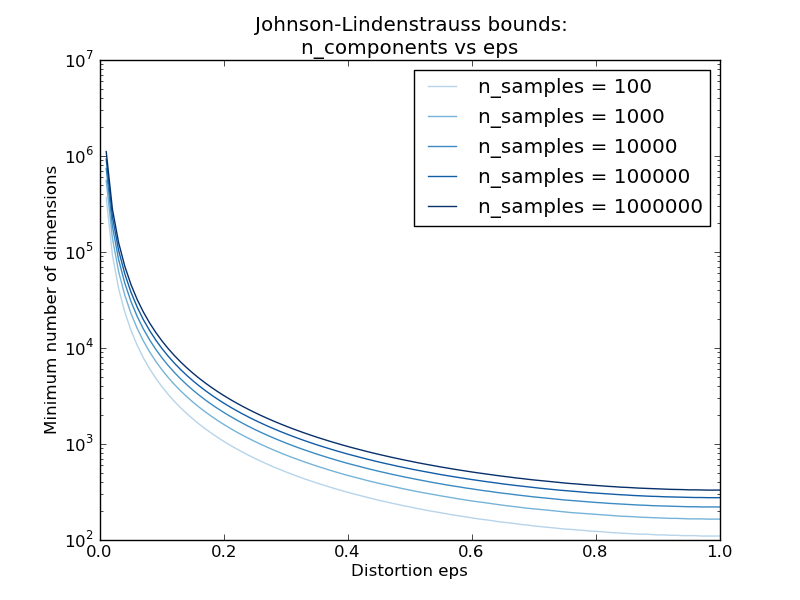 Johnson-Lindenstrauss bounds:
n_components vs eps
n_samples = 100
n_samples = 1000
n_samples = 10000
n_samples = 100000
n_samples = 1000000
Minimum number of dimensions
10^7
10^6
10^5
10^4
10^3
10^2
0.0 0.2 0.4 0.6 0.8 1.0
Distortion eps